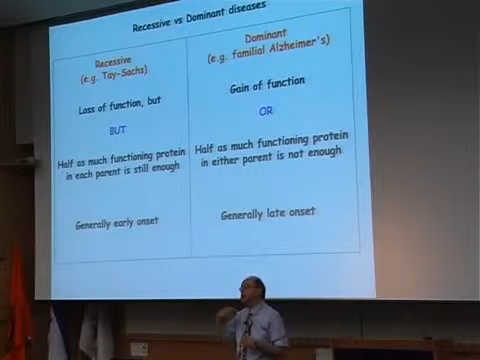 Recessive vs Dominant diseases
Recessive
(e.g. Tay-Sachs)
Loss of function, but
BUT
Half as much functioning protein
in each parent is still enough
Generally early onset
Dominant
(e.g. familial Alzheimer's)
Gain of function
OR
Half as much functioning protein
in either parent is not enough
Generally late onset